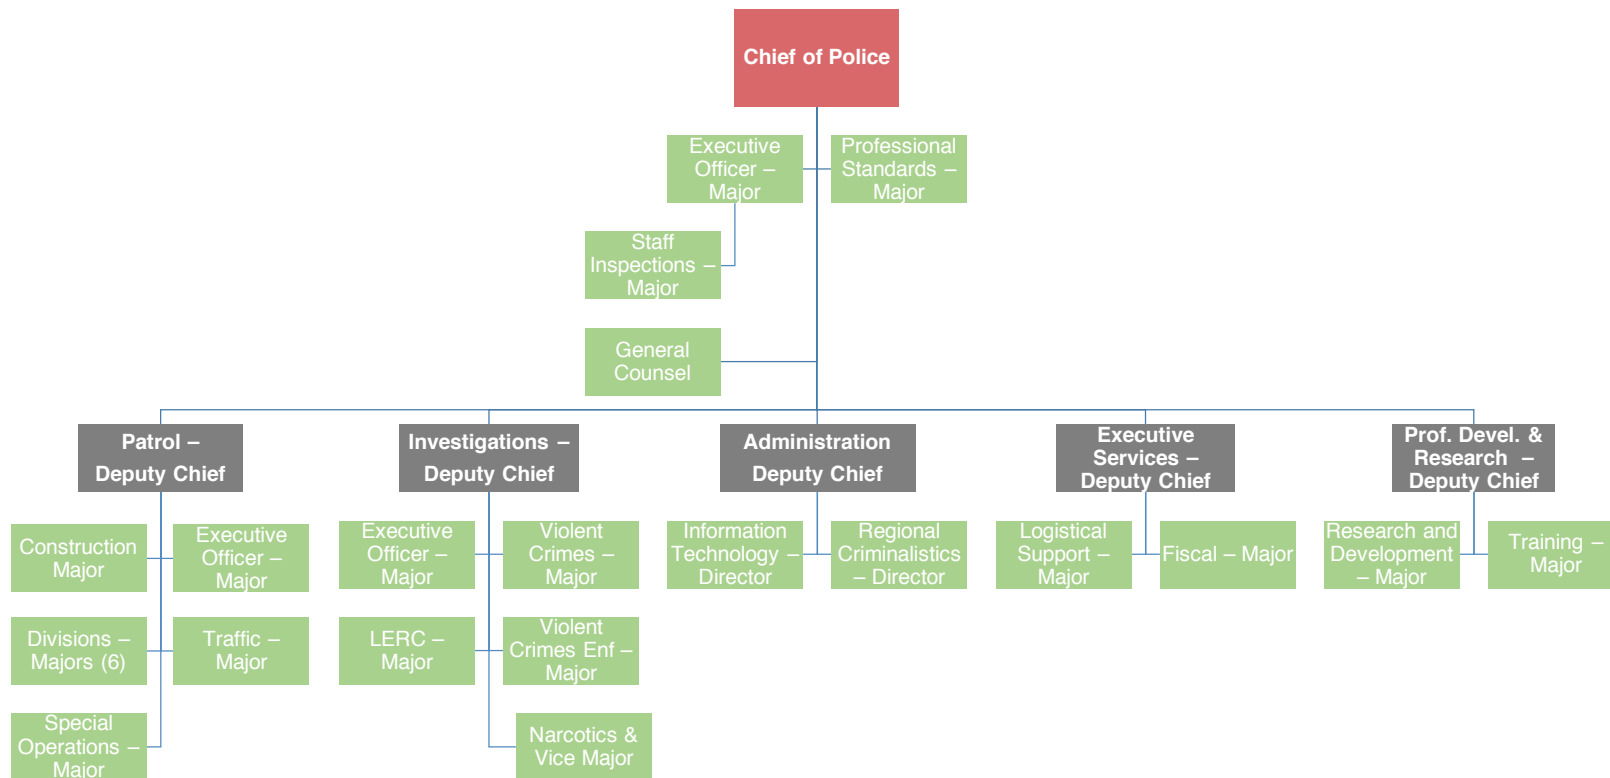 Chief of Police
Executive
Officer –
Major
Professional
Standards –
Major
Staff
Inspections –
Major
General
Counsel
Patrol –
Deputy Chief
Investigations –
Deputy Chief
Administration
Deputy Chief
Executive
Services –
Deputy Chief
Prof. Devel. &
Research –
Deputy Chief
Construction
Major
Executive
Officer –
Major
Executive
Officer –
Major
Violent
Crimes –
Major
Information
Technology –
Director
Regional
Criminalistics
– Director
Logistical
Support –
Major
Fiscal – Major
Research and
Development
– Major
Training –
Major
Divisions –
Majors (6)
Traffic –
Major
LERC –
Major
Violent
Crimes Enf –
Major
Special
Operations –
Major
Narcotics &
Vice Major